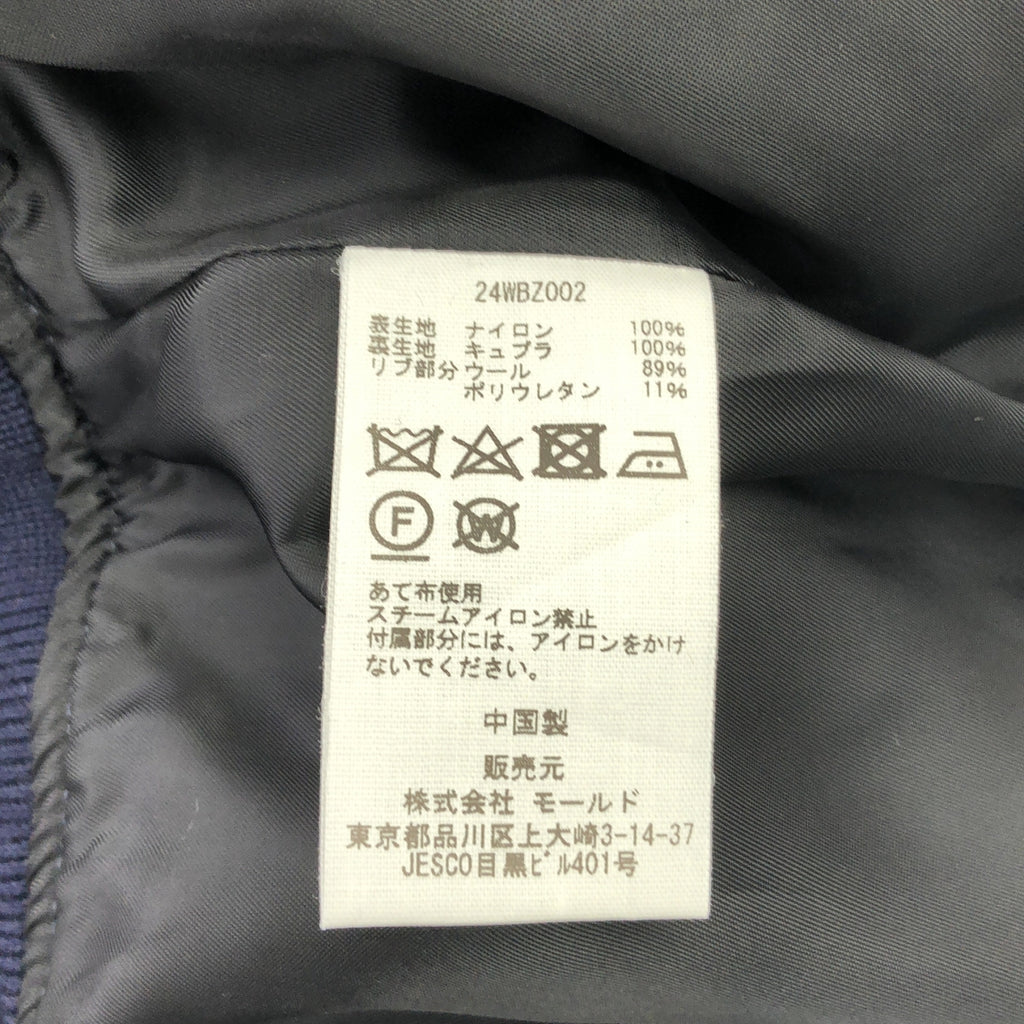 24WBZ002
表生地 ナイロン 100%
裏生地 キュプラ 100%
リブ部分 ウール 89%
ポリウレタン 11%
F W
あて布使用
スチームアイロン禁止
付属部分には、アイロンをかけ
ないでください。
中国製
販売元
株式会社 モールド
東京都品川区上大崎3-14-37
JESCO目黒ﾋﾞﾙ401号